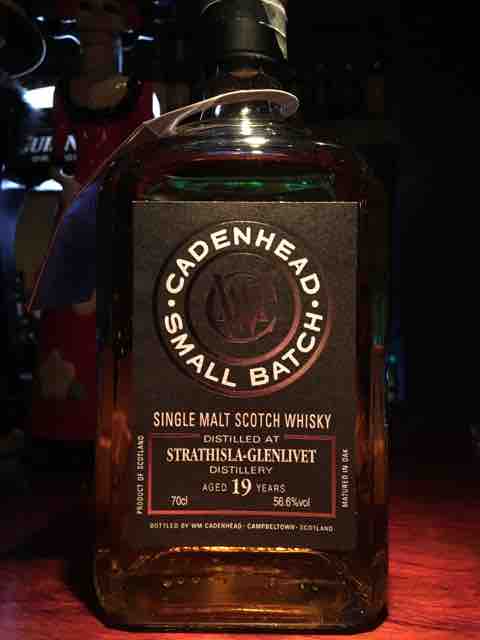 CADENHEAD
SMALL BATCH
SINGLE MALT SCOTCH WHISKY
DISTILLED AT
STRATHISLA-GLENLIVET
DISTILLERY
AGED 19 YEARS
70cl 56.6%vol
PRODUCT OF SCOTLAND
MATURED IN OAK
BOTTLED BY WM CADENHEAD · CAMPBELTOWN · SCOTLAND